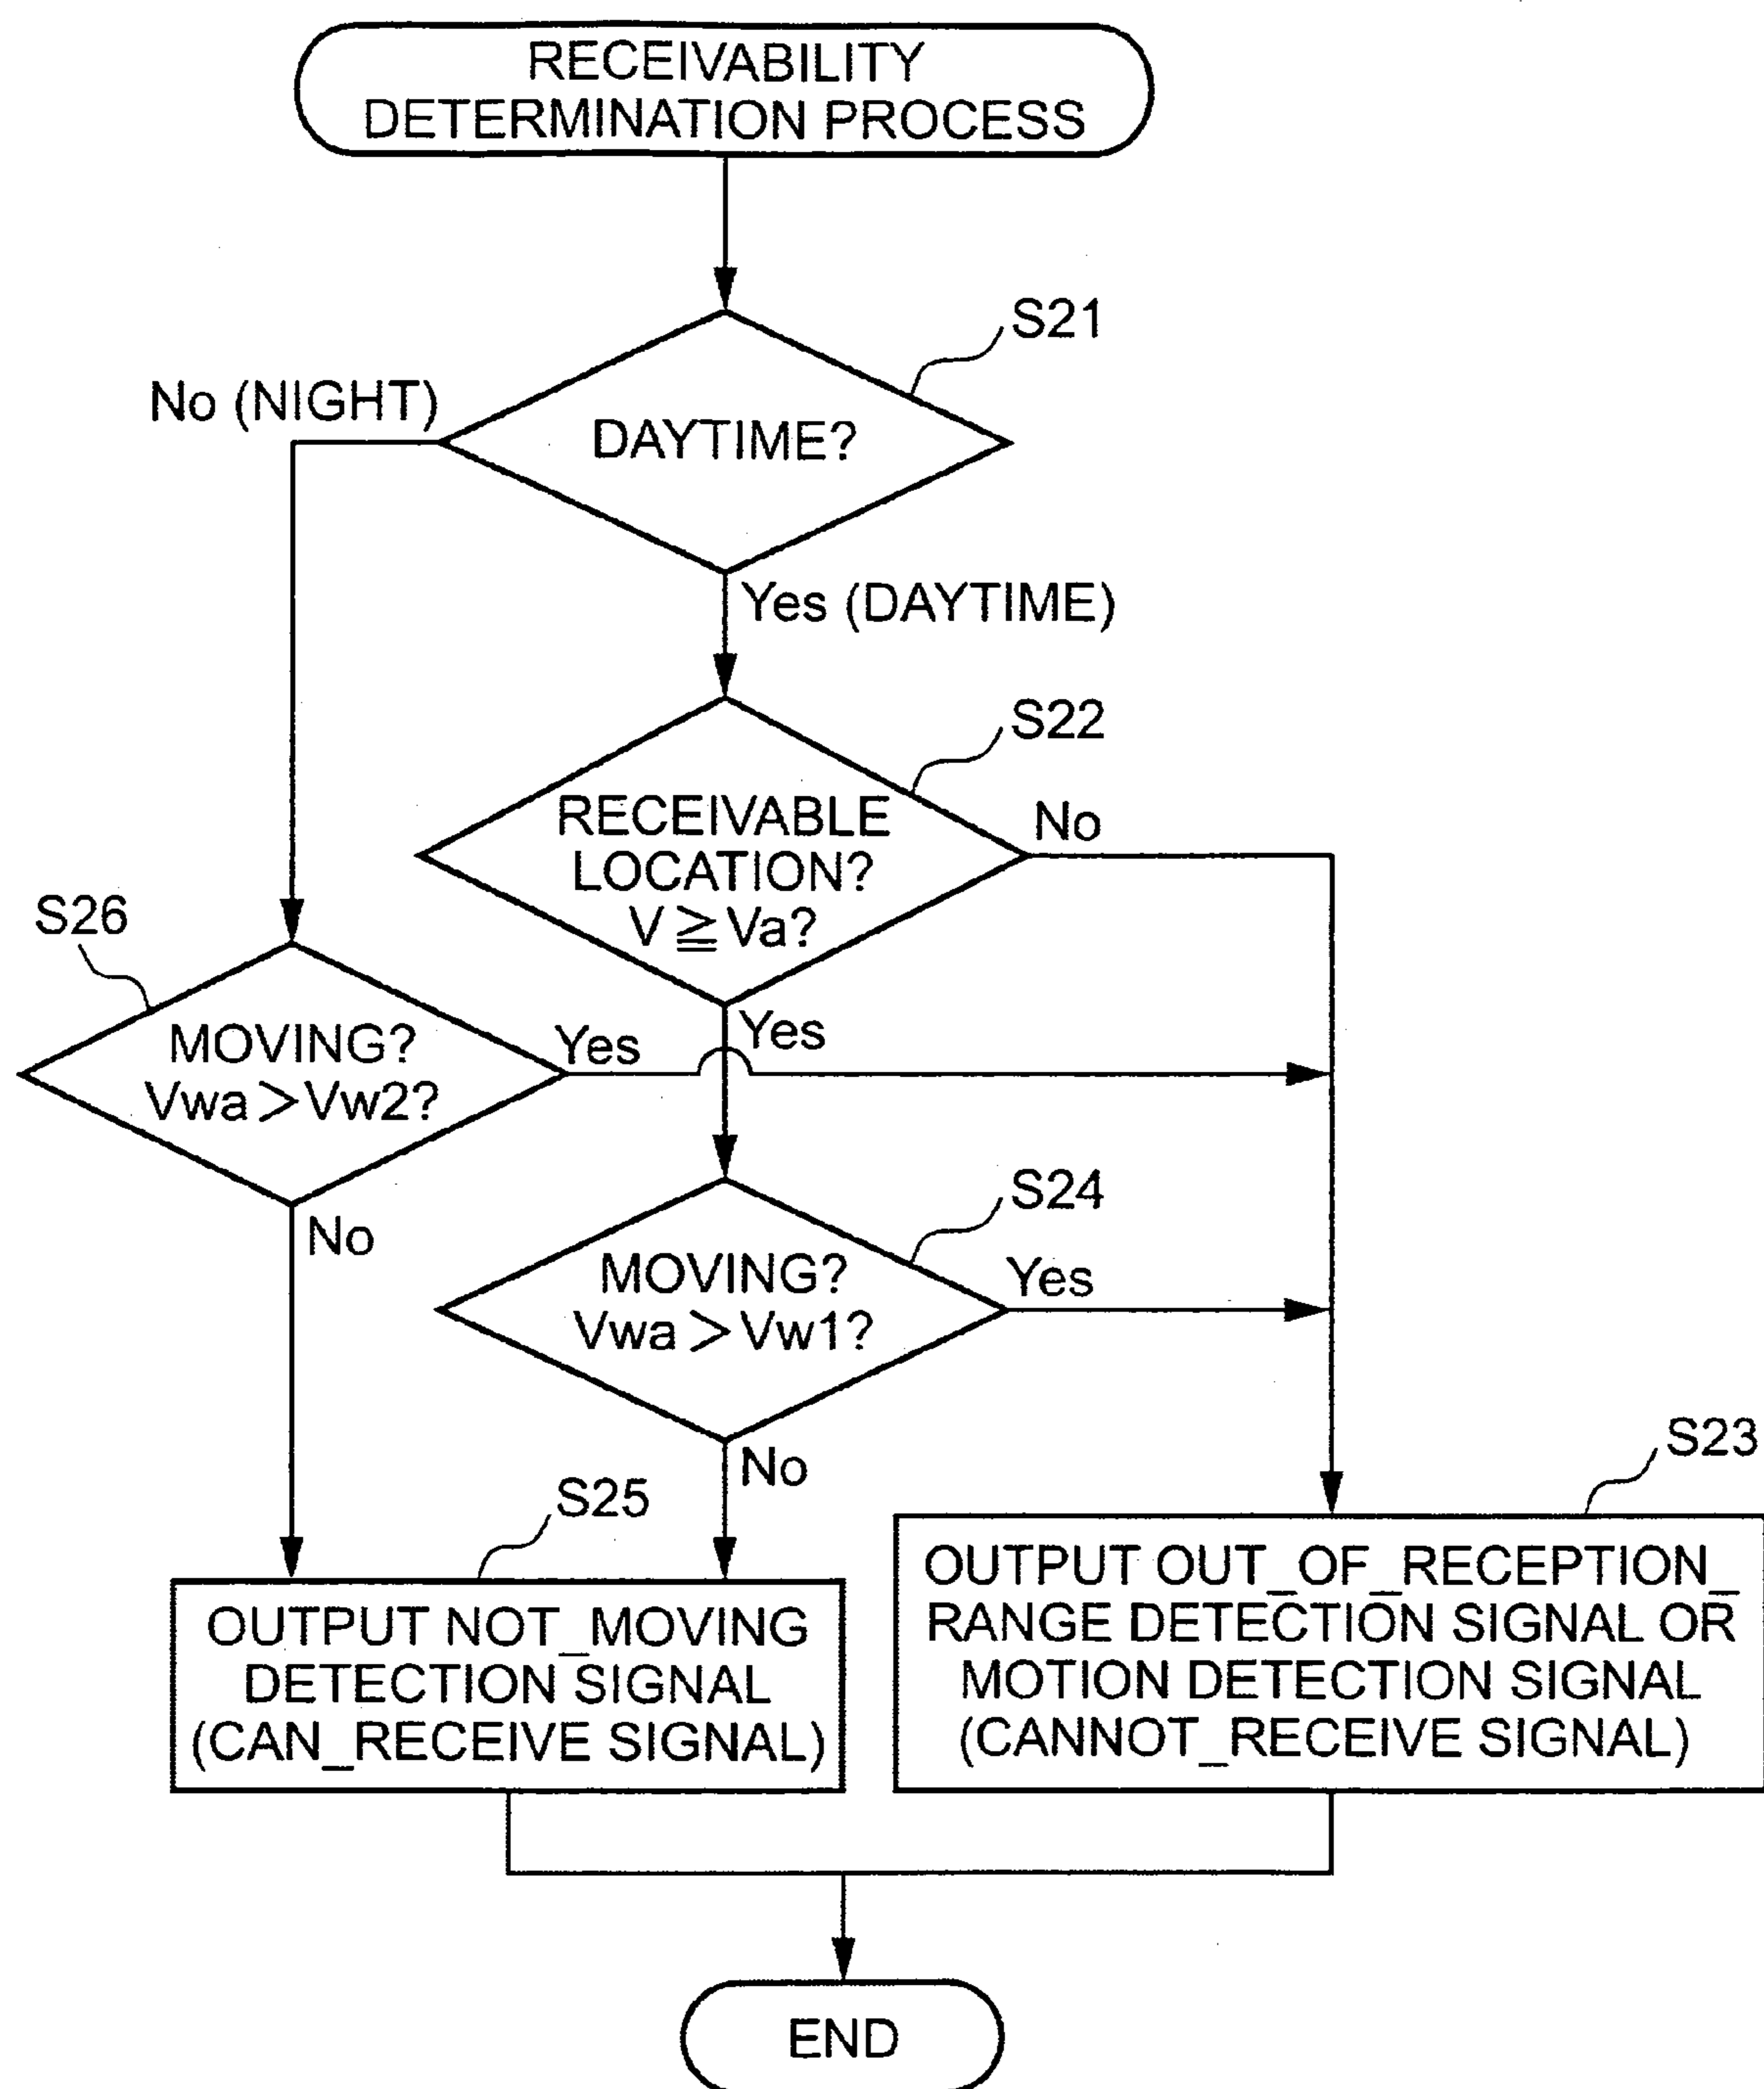 RECEIVABILITY
DETERMINATION PROCESS
S21
No (NIGHT)
DAYTIME?
Yes (DAYTIME)
S22
RECEIVABLE
LOCATION?
V ≧ Va?
No
S26
MOVING?
Vwa > Vw2?
Yes
Yes
No
S24
MOVING?
Vwa > Vw1?
Yes
No
S25
OUTPUT NOT_MOVING
DETECTION SIGNAL
(CAN_RECEIVE SIGNAL)
S23
OUTPUT OUT_OF_RECEPTION_
RANGE DETECTION SIGNAL OR
MOTION DETECTION SIGNAL
(CANNOT_RECEIVE SIGNAL)
END